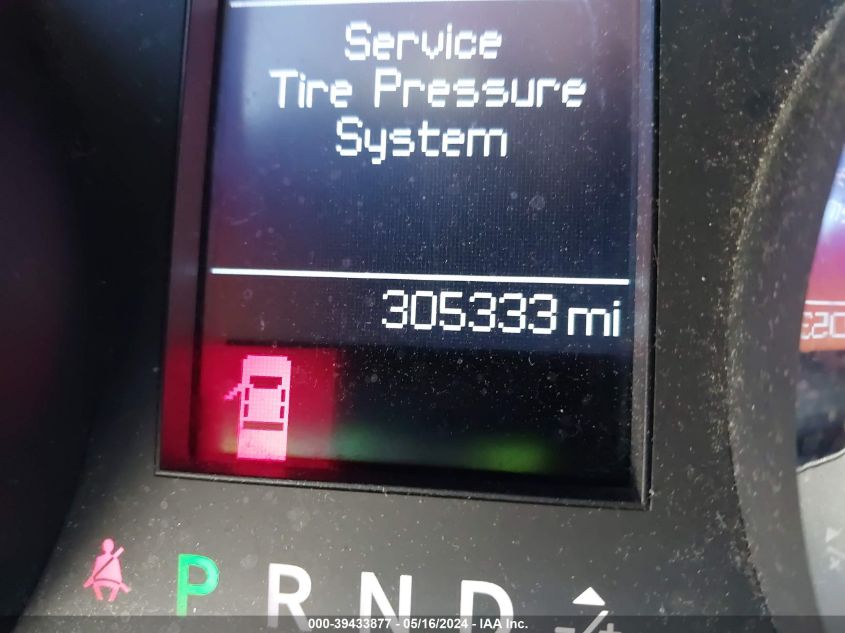 Service
Tire Pressure
System
305333 mi
P R N D -/+
000-39433877 - 05/16/2024 - IAA Inc.